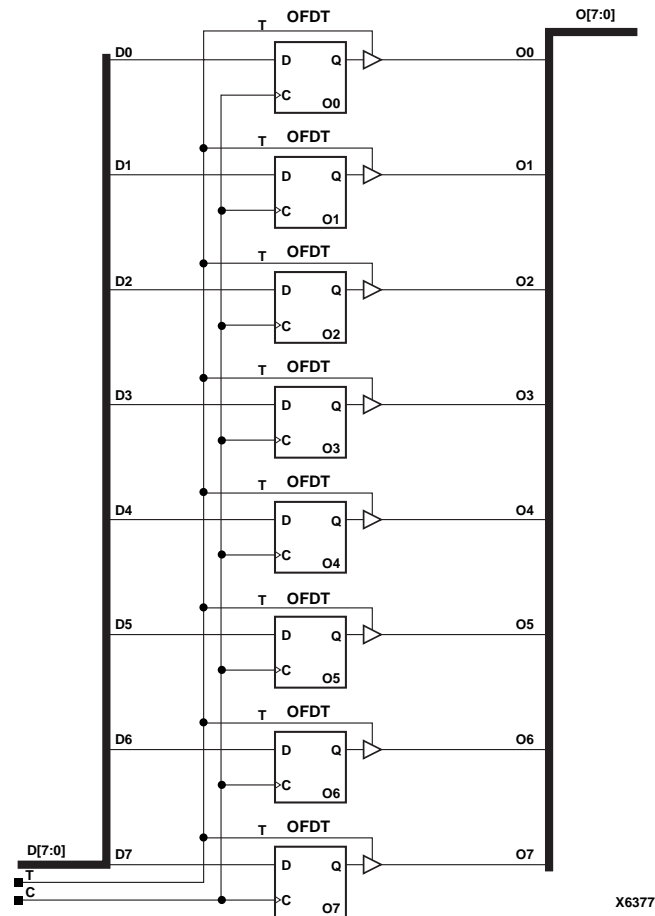 OFDT O[7:0]
T
D0 D Q O0
C
O0
OFDT
T
D1 D Q O1
C
O1
OFDT
T
D2 D Q O2
C
O2
OFDT
T
D3 D Q O3
C
O3
OFDT
T
D4 D Q O4
C
O4
OFDT
T
D5 D Q O5
C
O5
OFDT
T
D6 D Q O6
C
O6
OFDT
T
D[7:0] D7 D Q O7
T
C C
O7
X6377